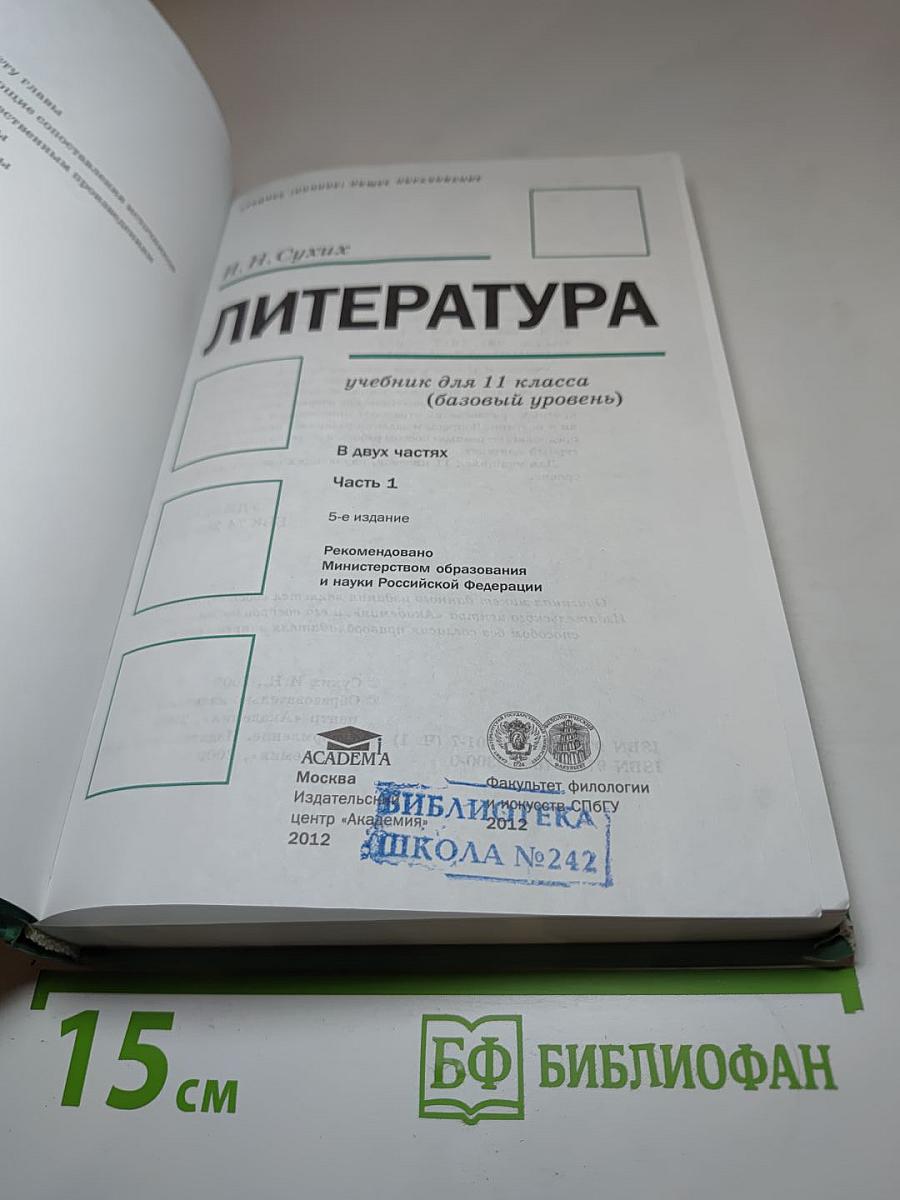 И. Н. Сухих
ЛИТЕРАТУРА
учебник для 11 класса
(базовый уровень)
В двух частях
Часть 1
5-е издание
Рекомендовано
Министерством образования
и науки Российской Федерации
ACADEMIA
Москва
Издательский
центр «Академия»
2012
Факультет филологии
и искусств СПбГУ
2012
БИБЛИОТЕКА
ШКОЛА №242
15 см
БФ БИБЛИОФАН